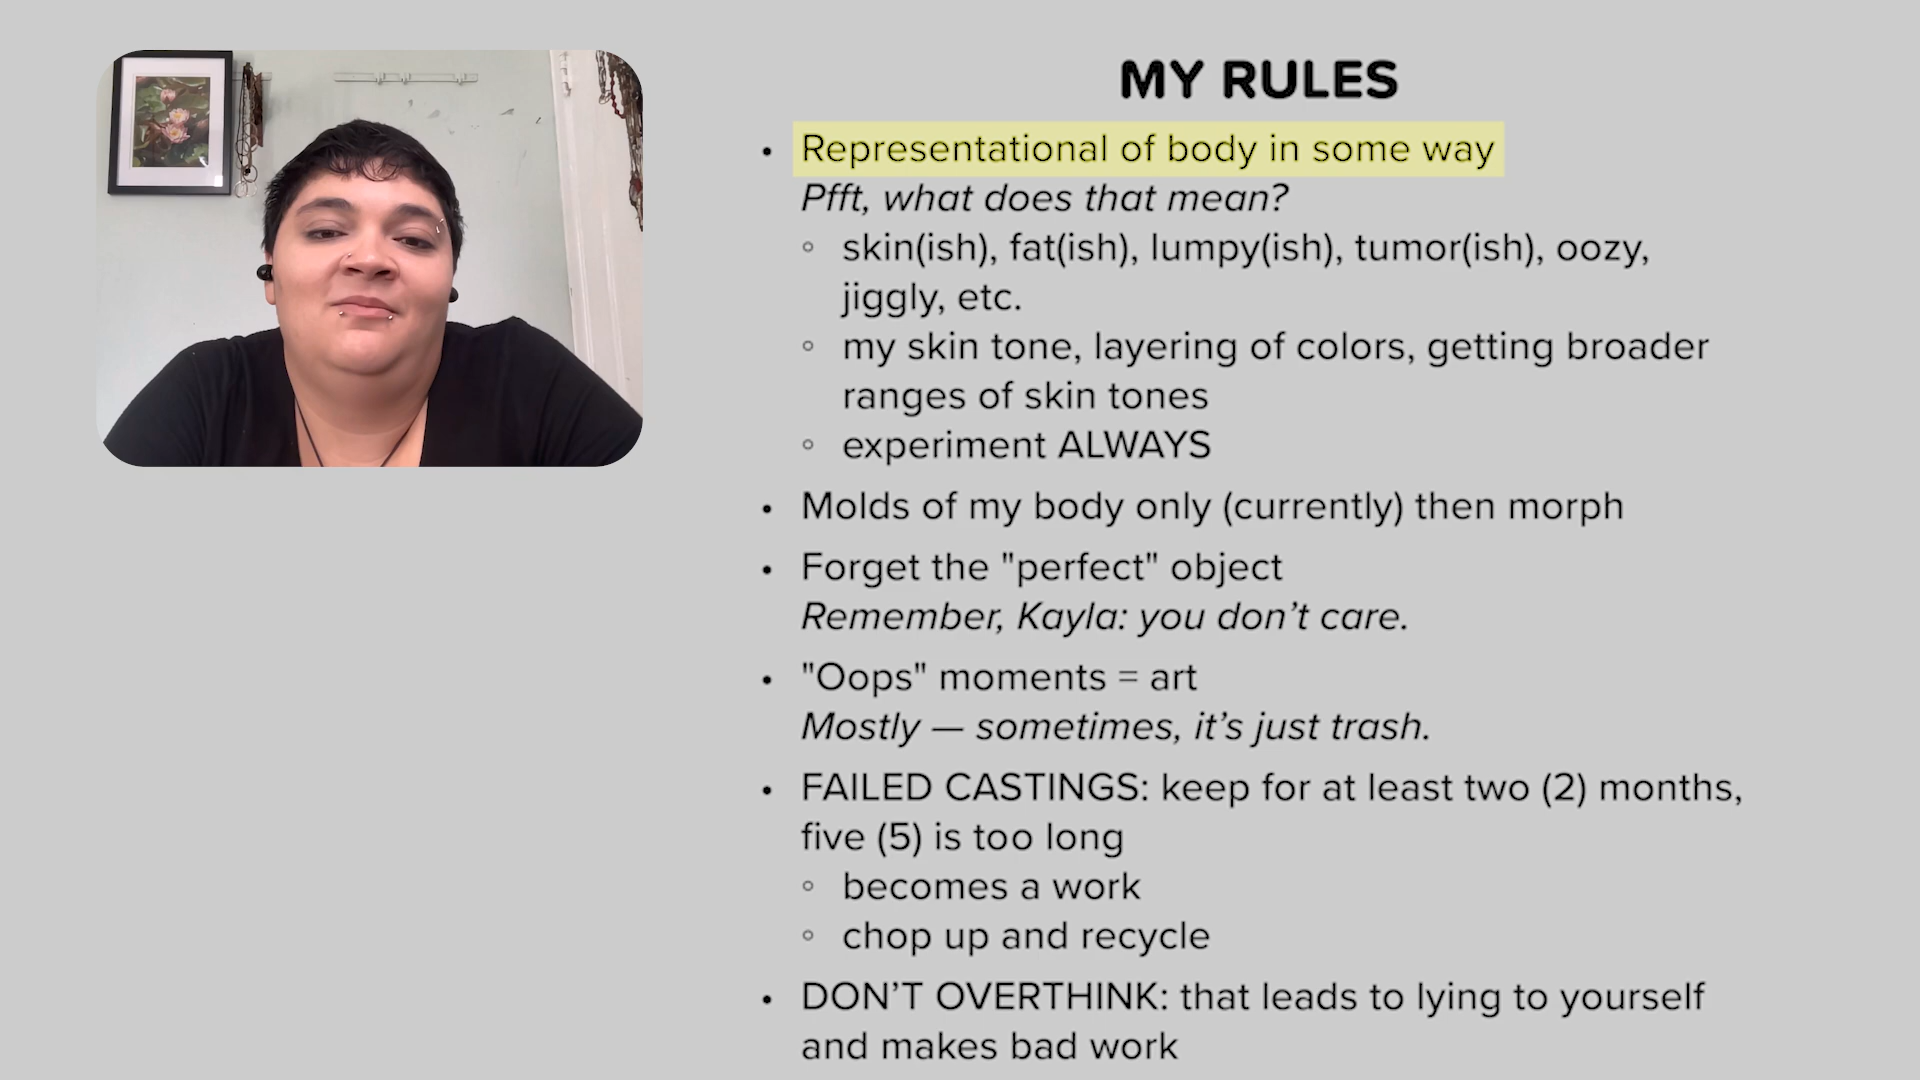 MY RULES
• Representational of body in some way
Pfft, what does that mean?
◦ skin(ish), fat(ish), lumpy(ish), tumor(ish), oozy,
jiggly, etc.
◦ my skin tone, layering of colors, getting broader
ranges of skin tones
◦ experiment ALWAYS
• Molds of my body only (currently) then morph
• Forget the "perfect" object
Remember, Kayla: you don’t care.
• "Oops" moments = art
Mostly — sometimes, it’s just trash.
• FAILED CASTINGS: keep for at least two (2) months,
five (5) is too long
◦ becomes a work
◦ chop up and recycle
• DON’T OVERTHINK: that leads to lying to yourself
and makes bad work